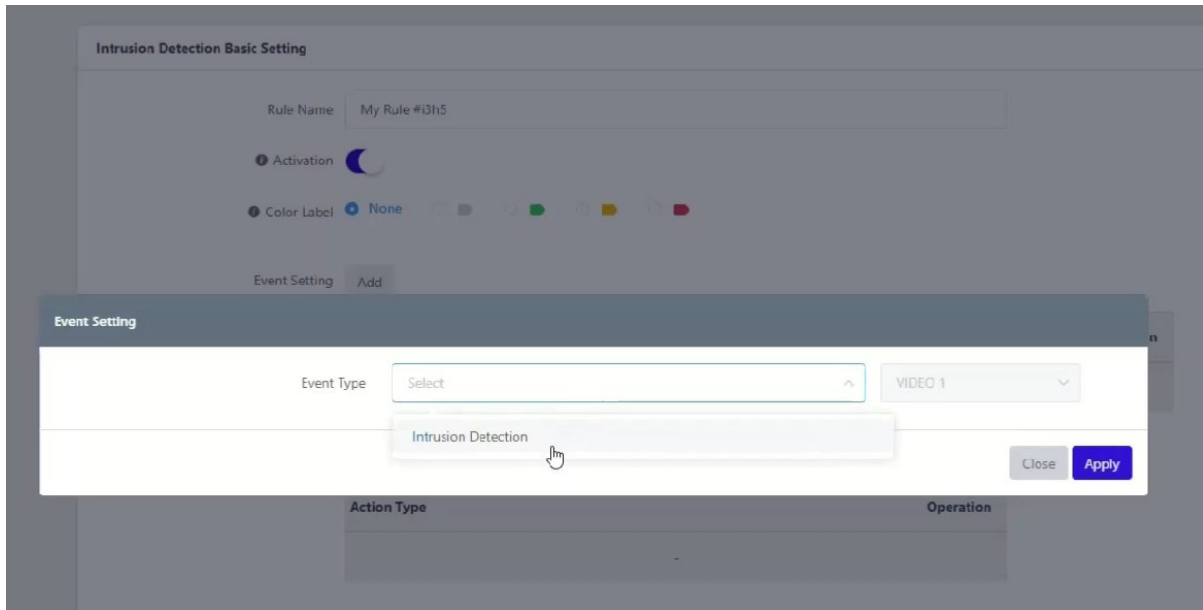 Intrusion Detection Basic Setting
Rule Name My Rule #i3h5
Activation
Color Label None
Event Setting Add
Event Setting
n
Event Type Select VIDEO 1
Intrusion Detection
Close Apply
Action Type Operation
-